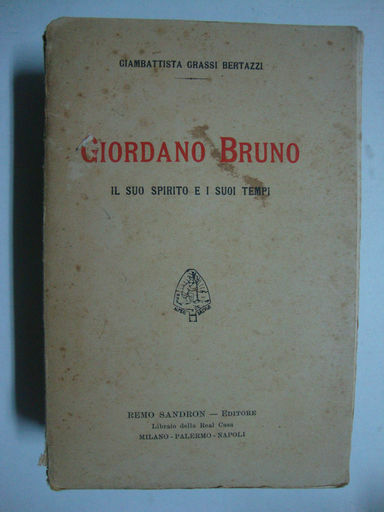 GIAMBATTISTA GRASSI BERTAZZI
GIORDANO BRUNO
IL SUO SPIRITO E I SUOI TEMPI
REMO SANDRON — EDITORE
Libraio della Real Casa
MILANO - PALERMO - NAPOLI